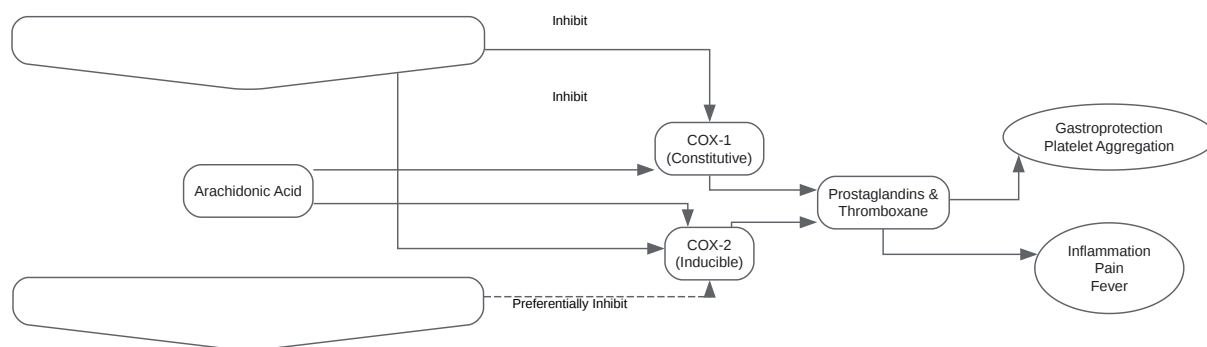 Inhibit
Inhibit
COX-1
(Constitutive)
Gastroprotection
Platelet Aggregation
Arachidonic Acid
Prostaglandins &
Thromboxane
COX-2
(Inducible)
Inflammation
Pain
Fever
Preferentially Inhibit